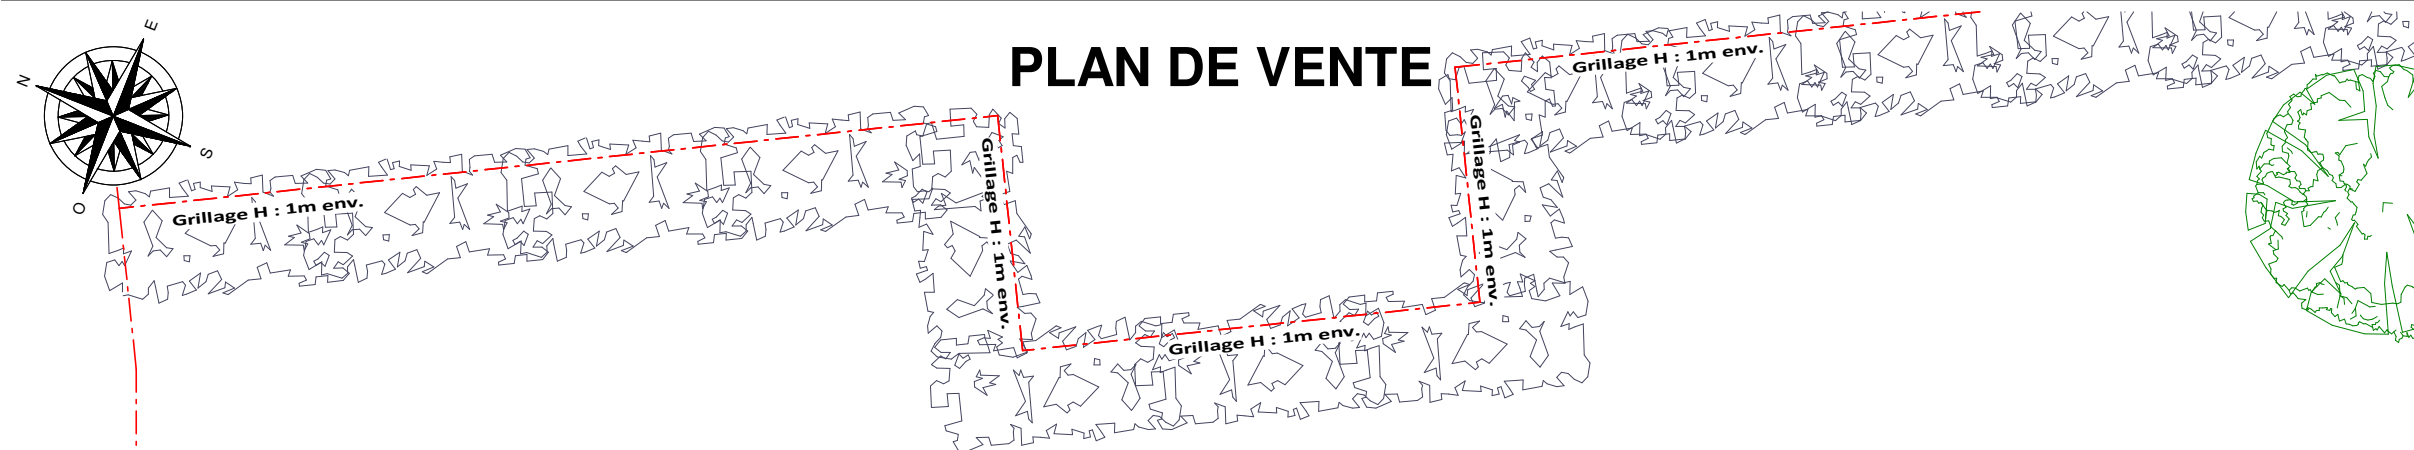 E
N
S
O
PLAN DE VENTE
Grillage H : 1m env.
Grillage H : 1m env.
Grillage H : 1m env.
Grillage H : 1m env.
Grillage H : 1m env.